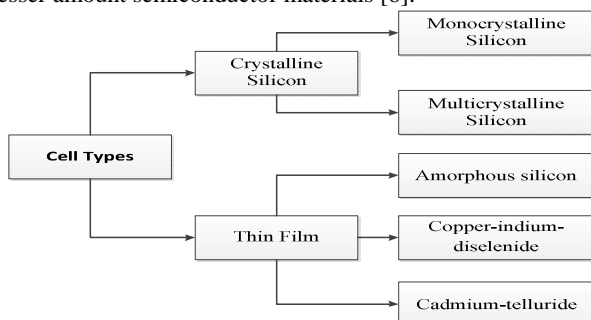 esser amount semiconductor materials [6].
Monocrystalline
Silicon
Crystalline
Silicon
Multicrystalline
Silicon
Cell Types
Amorphous silicon
Thin Film
Copper-indium-
diselenide
Cadmium-telluride